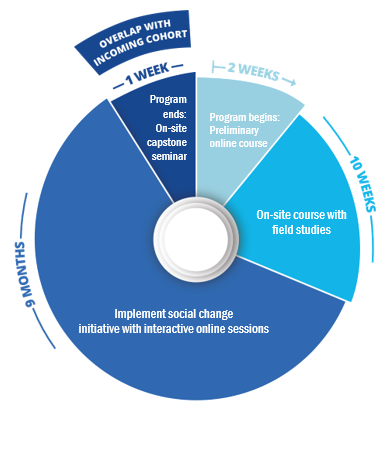 OVERLAP WITH
INCOMING COHORT
1 WEEK
2 WEEKS
Program
ends:
On-site
capstone
seminar
Program begins:
Preliminary
online course
10 WEEKS
On-site course with
field studies
9 MONTHS
Implement social change
initiative with interactive online sessions